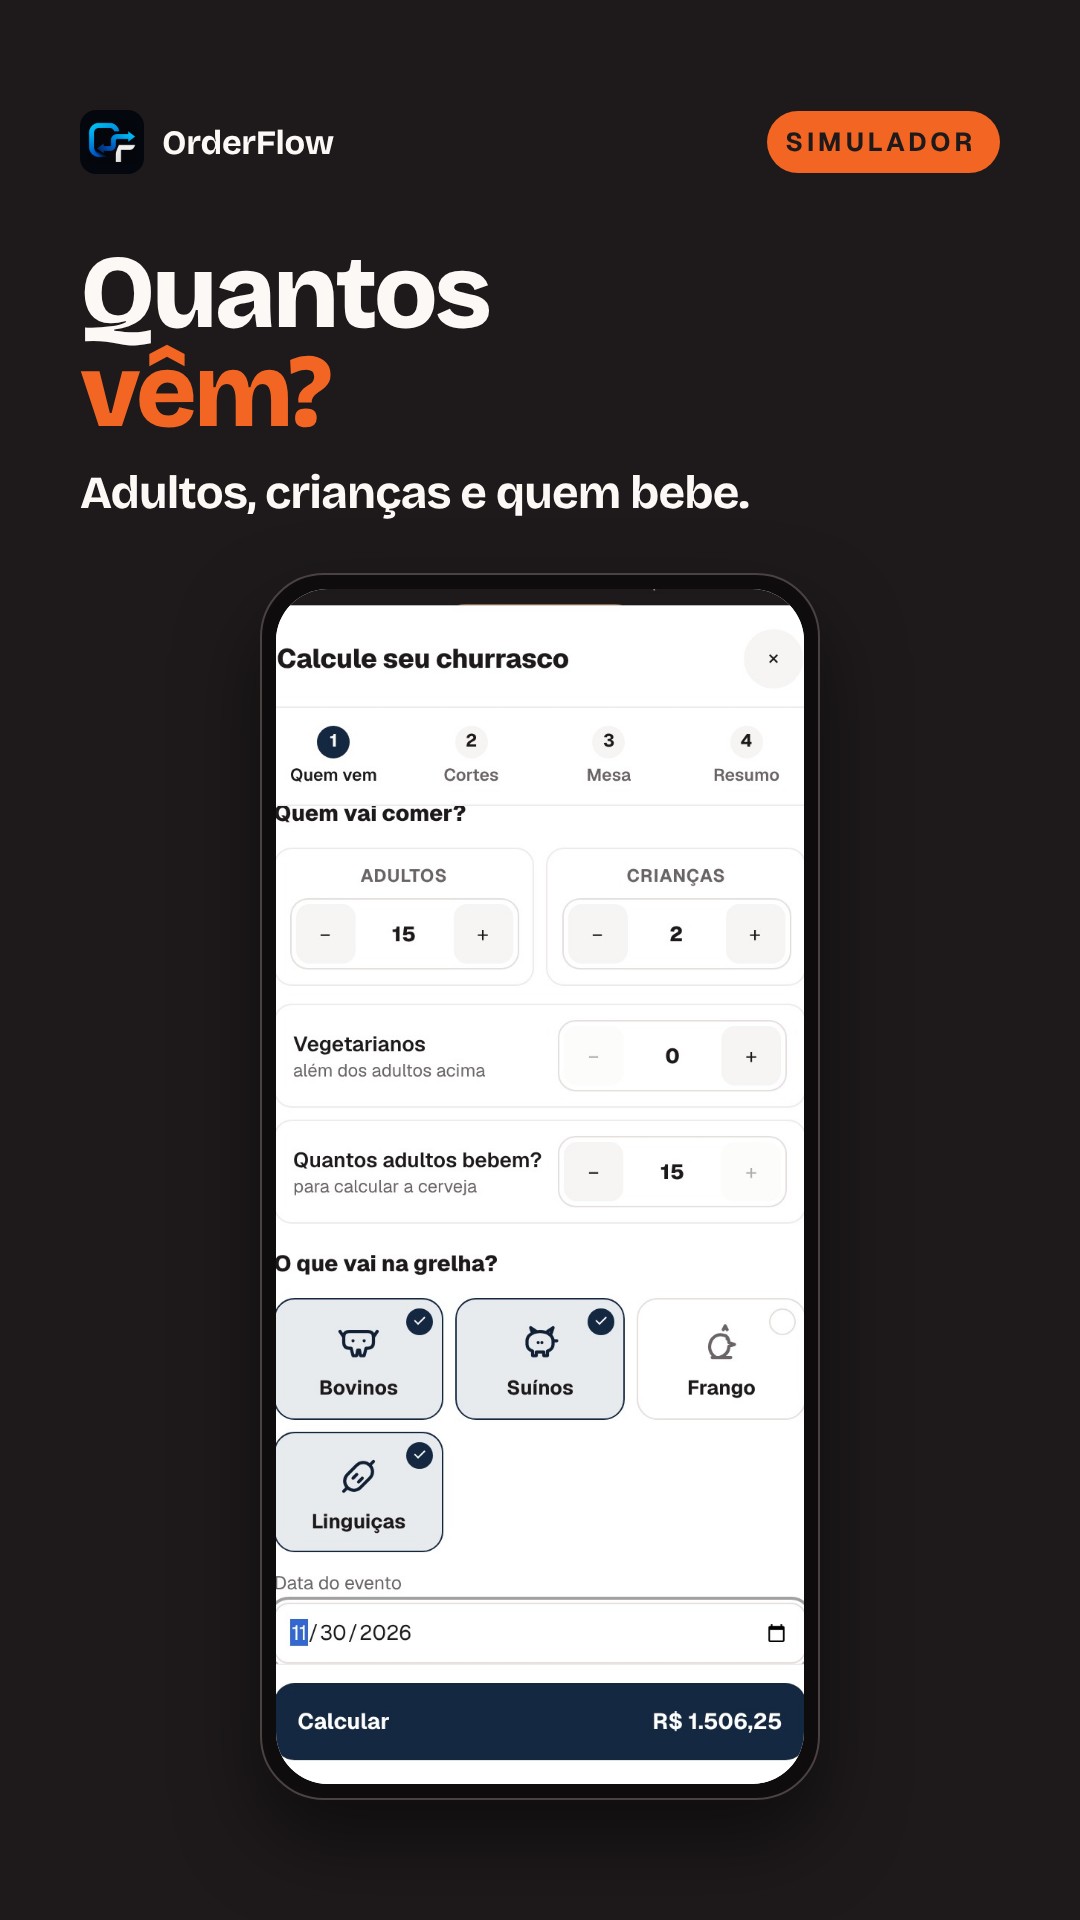 OrderFlow
SIMULADOR
Quantos
vêm?
Adultos, crianças e quem bebe.
Calcule seu churrasco
×
1
2
3
4
Quem vem
Cortes
Mesa
Resumo
Quem vai comer?
ADULTOS
CRIANÇAS
− 15 +
− 2 +
Vegetarianos
além dos adultos acima
− 0 +
Quantos adultos bebem?
para calcular a cerveja
− 15 +
O que vai na grelha?
Bovinos
Suínos
Frango
Linguiças
Data do evento
11/30/2026
Calcular
R$ 1.506,25